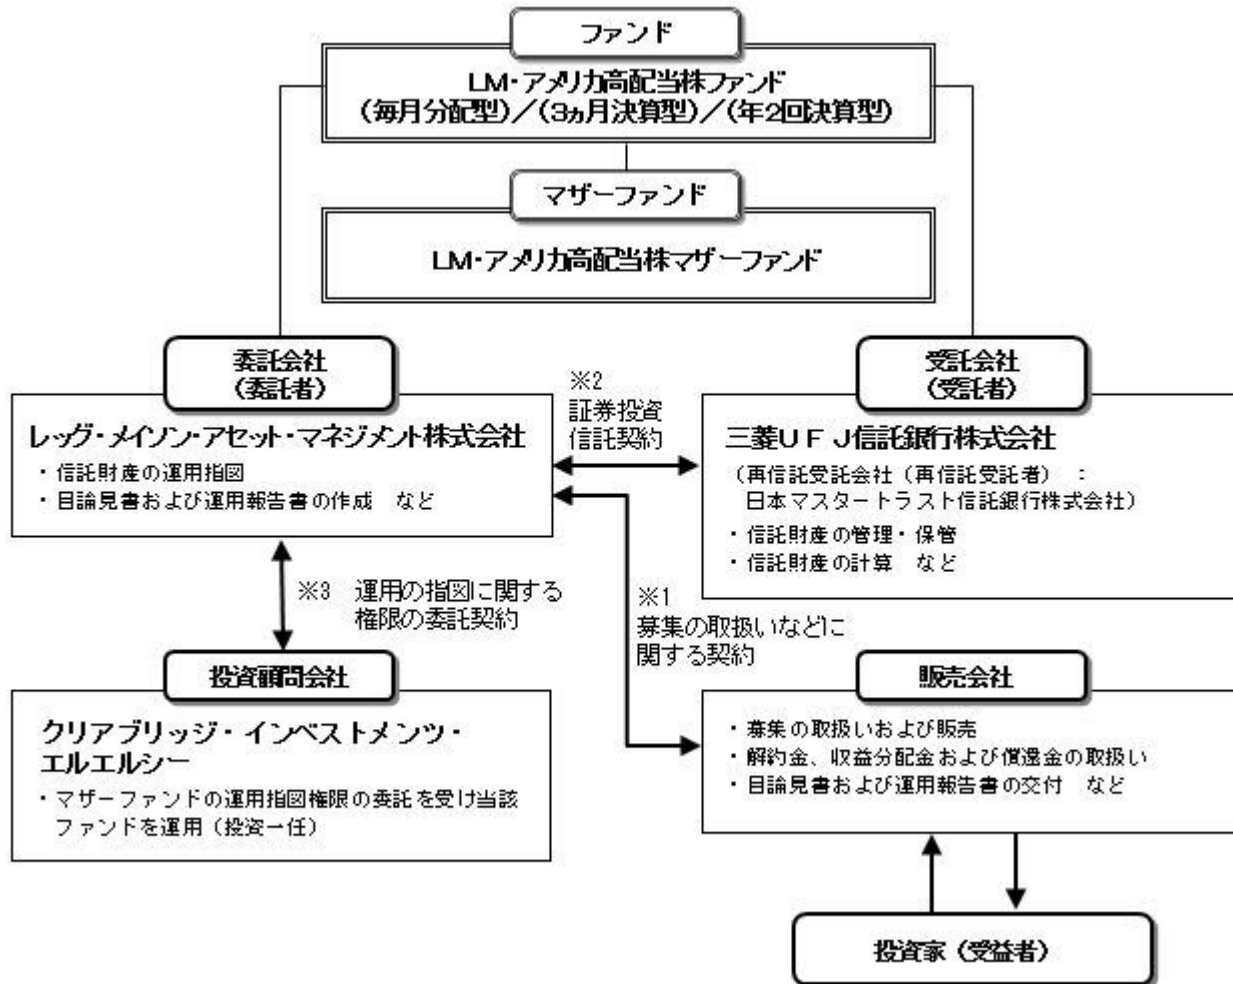 ファンド
LM・アメリカ高配当株ファンド
(毎月分配型)／(3ヵ月決算型)／(年2回決算型)
マザーファンド
LM・アメリカ高配当株マザーファンド
委託会社
(委託者)
レッグ・メイソン・アセット・マネジメント株式会社
・信託財産の運用指図
・目論見書および運用報告書の作成　など
※2
証券投資
信託契約
受託会社
(受託者)
三菱ＵＦＪ信託銀行株式会社
（再信託受託会社（再信託受託者）：
日本マスタートラスト信託銀行株式会社）
・信託財産の管理・保管
・信託財産の計算　など
※3　運用の指図に関する
権限の委託契約
※1
募集の取扱いなどに
関する契約
投資顧問会社
クリアブリッジ・インベストメンツ・
エルエルシー
・マザーファンドの運用指図権限の委託を受け当該
ファンドを運用（投資一任）
販売会社
・募集の取扱いおよび販売
・解約金、収益分配金および償還金の取扱い
・目論見書および運用報告書の交付　など
投資家（受益者）